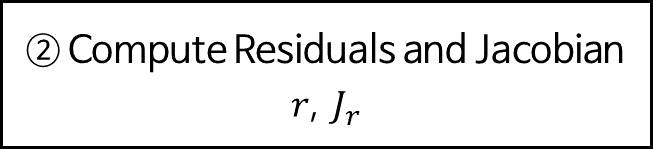 ② Compute Residuals and Jacobian
r, J_r